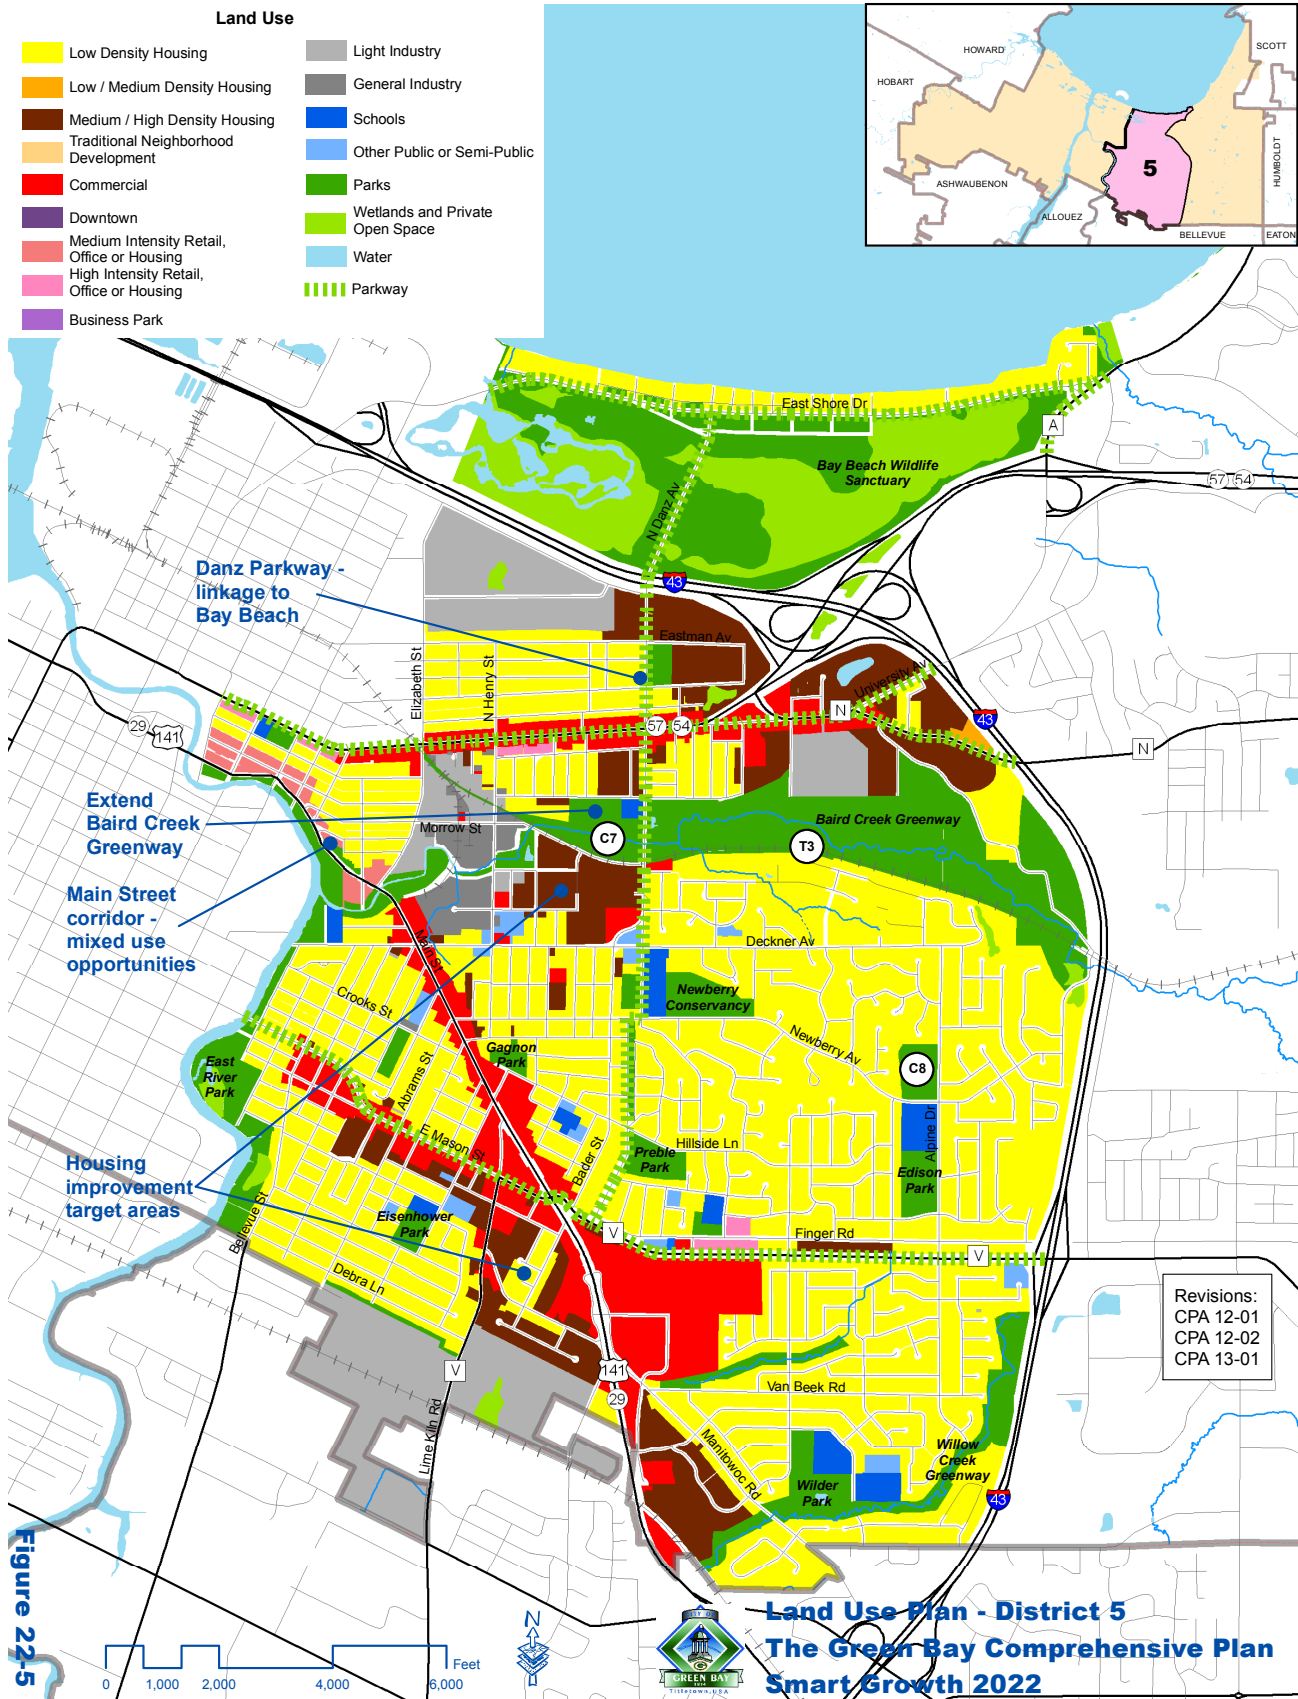 Land Use
Low Density Housing
Low / Medium Density Housing
Medium / High Density Housing
Traditional Neighborhood
Development
Commercial
Downtown
Medium Intensity Retail,
Office or Housing
High Intensity Retail,
Office or Housing
Business Park
Light Industry
General Industry
Schools
Other Public or Semi-Public
Parks
Wetlands and Private
Open Space
Water
Parkway
HOWARD
SCOTT
HOBART
HUMBOLDT
5
ASHWAUBENON
ALLOUEZ
BELLEVUE
EATON
East Shore Dr
A
Bay Beach Wildlife
Sanctuary
57
54
N Danz Av
Danz Parkway -
linkage to
Bay Beach
43
Eastman Av
Elizabeth St
N Henry St
University Av
29
141
57
54
N
43
N
Extend
Baird Creek
Greenway
Morrow St
C7
T3
Baird Creek Greenway
Main Street
corridor -
mixed use
opportunities
Main St
Deckner Av
Crooks St
Newberry
Conservancy
Newberry Av
Gagnon
Park
East
River
Park
Abrams St
C8
E Mason St
Alpine Dr
Hillside Ln
Preble
Park
Bader St
Edison
Park
Housing
improvement
target areas
Bellevue St
Eisenhower
Park
V
Finger Rd
V
Debra Ln
Revisions:
CPA 12-01
CPA 12-02
CPA 13-01
V
141
29
Van Beek Rd
Lime Kiln Rd
Manitowoc Rd
Willow
Creek
Greenway
Wilder
Park
43
Figure 22-5
0
1,000
2,000
4,000
6,000
Feet
N
CITY OF
GREEN BAY
1854
Titletown, USA
Land Use Plan - District 5
The Green Bay Comprehensive Plan
Smart Growth 2022